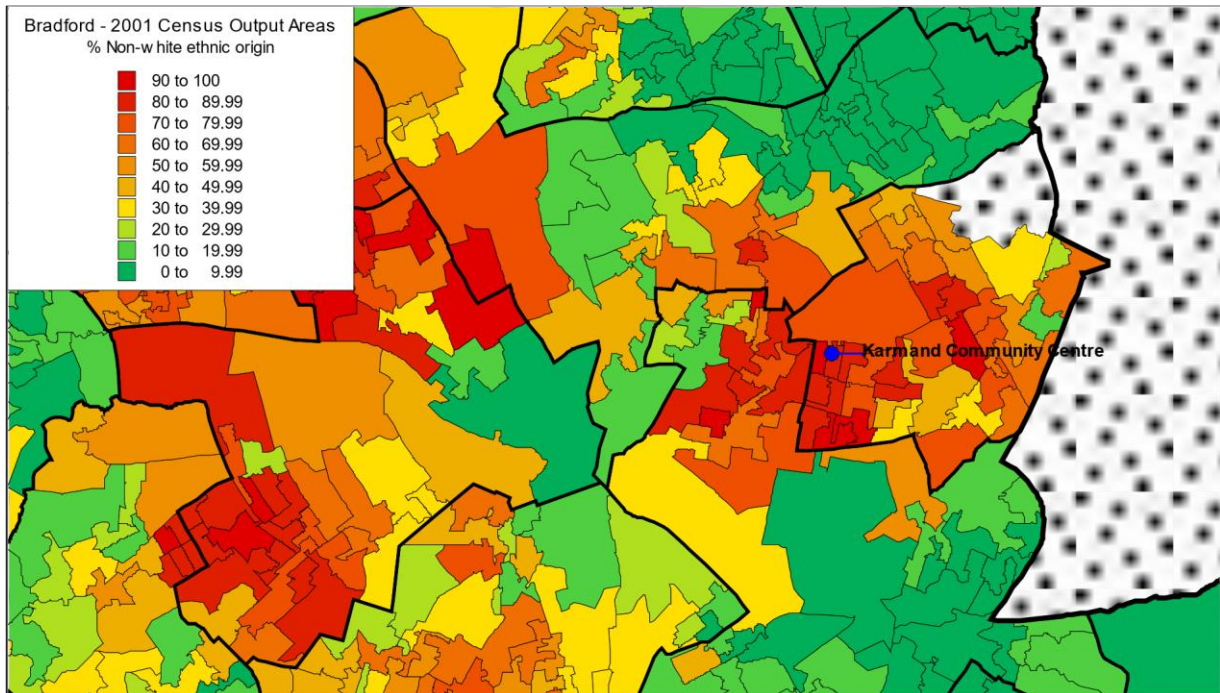 Bradford - 2001 Census Output Areas
% Non-white ethnic origin
90 to 100
80 to 89.99
70 to 79.99
60 to 69.99
50 to 59.99
40 to 49.99
30 to 39.99
20 to 29.99
10 to 19.99
0 to 9.99
Karmand Community Centre